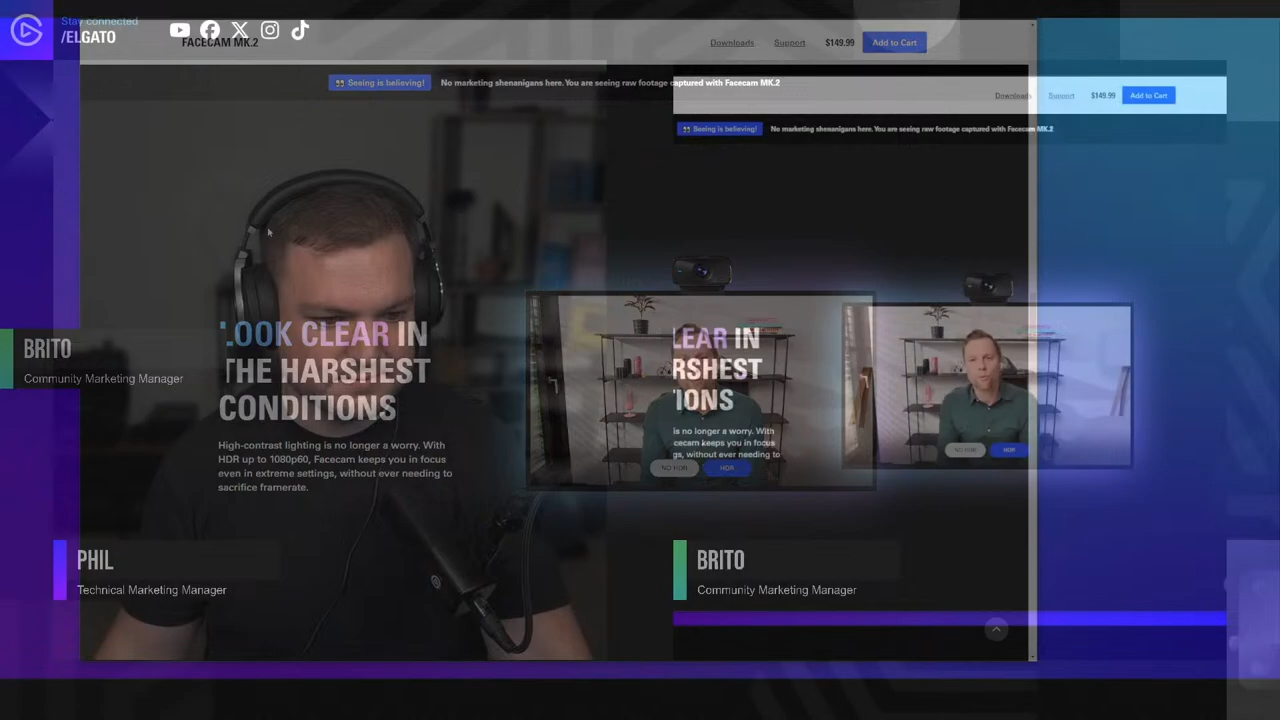 Stay connected
/ELGATO
FACECAM MK.2
Downloads Support $149.99 Add to Cart
Seeing is believing! No marketing shenanigans here. You are seeing raw footage captured with Facecam MK.2
Downloads Support $149.99 Add to Cart
Seeing is believing! No marketing shenanigans here. You are seeing raw footage captured with Facecam MK.2
LOOK CLEAR IN
THE HARSHEST
CONDITIONS
High-contrast lighting is no longer a worry. With
HDR up to 1080p60, Facecam keeps you in focus
even in extreme settings, without ever needing to
sacrifice framerate.
LEAR IN
RSHEST
IONS
is no longer a worry. With
cecam keeps you in focus
gs, without ever needing to
NO HDR HDR
NO HDR HDR
BRITO
Community Marketing Manager
PHIL
Technical Marketing Manager
BRITO
Community Marketing Manager